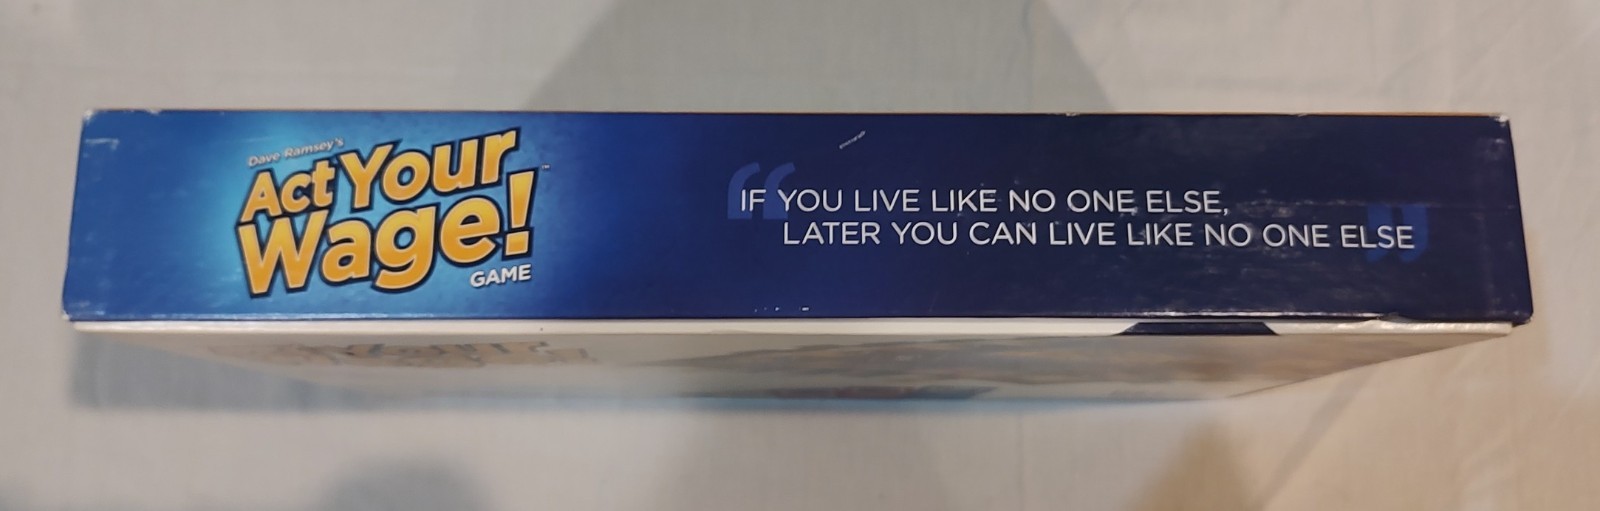 Dave Ramsey's
Act Your
Wage!™
GAME
“IF YOU LIVE LIKE NO ONE ELSE,
LATER YOU CAN LIVE LIKE NO ONE ELSE”